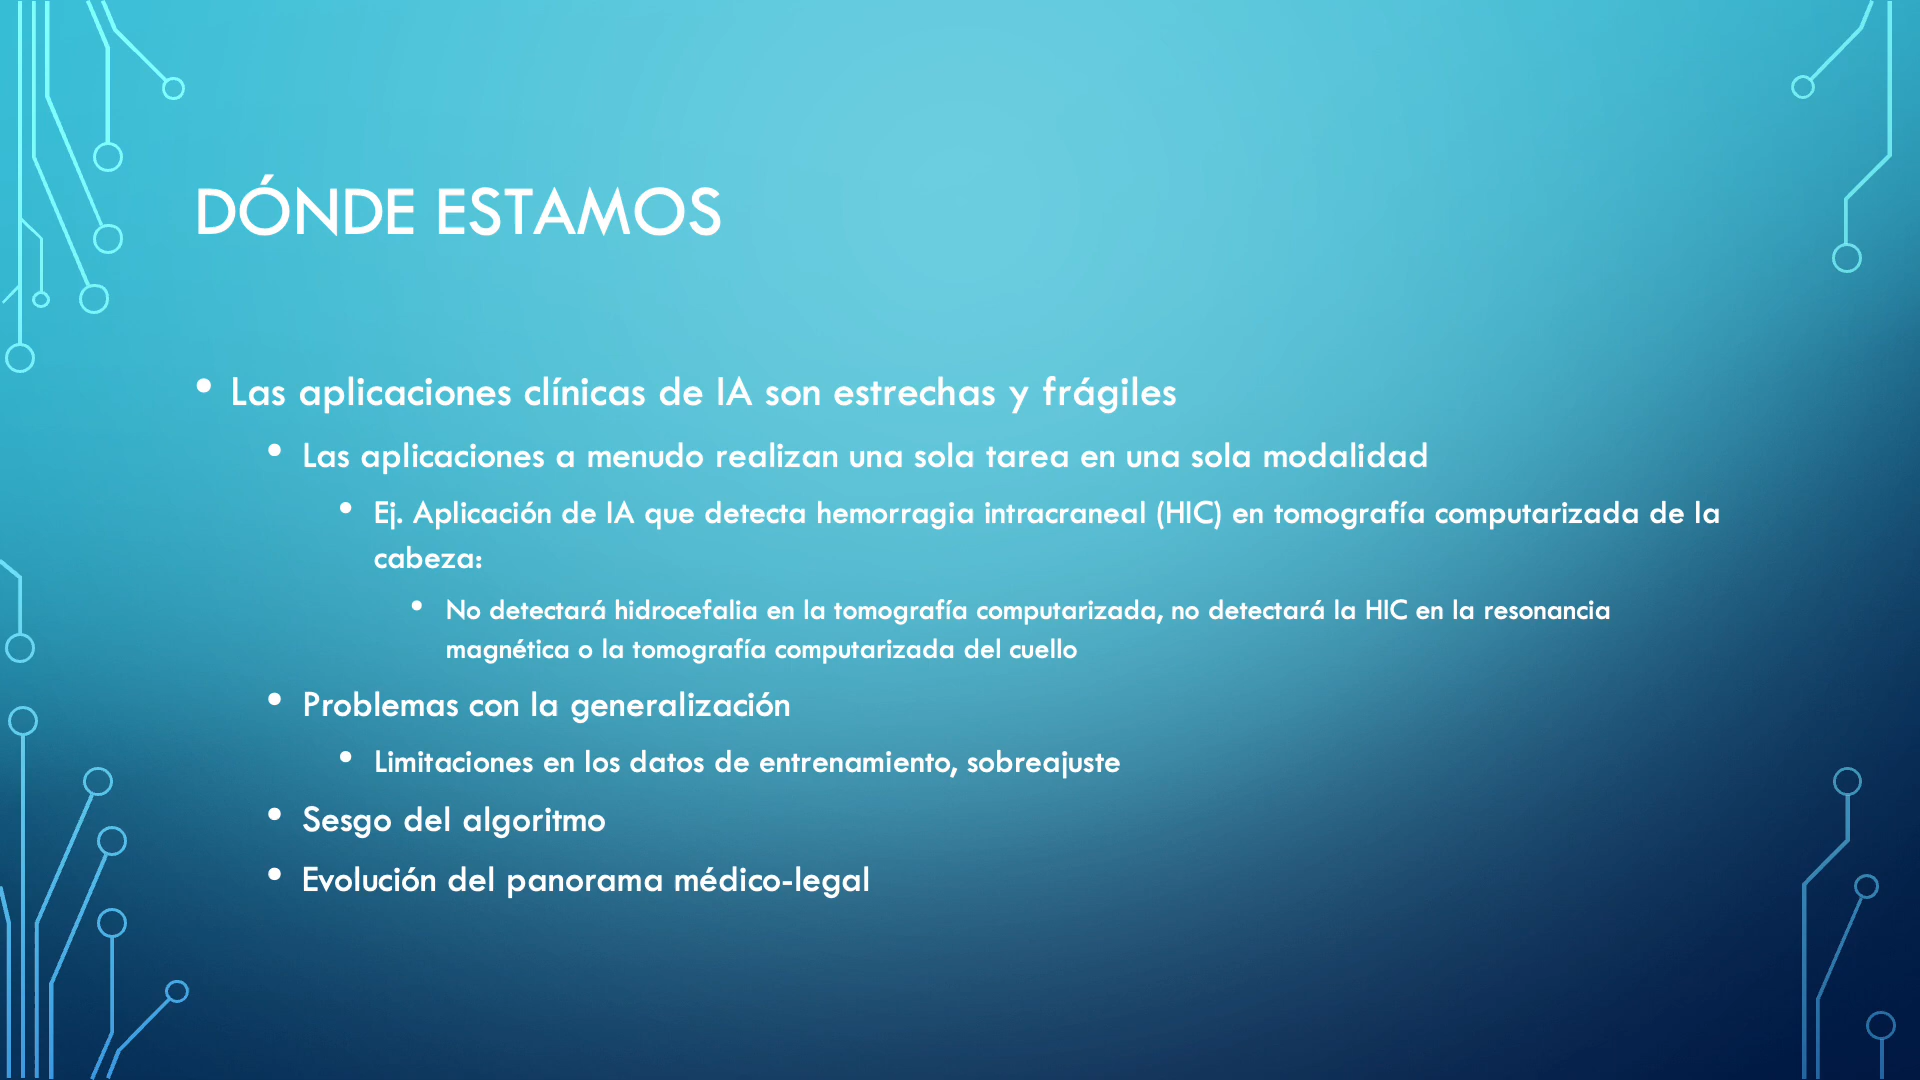 DÓNDE ESTAMOS
• Las aplicaciones clínicas de IA son estrechas y frágiles
• Las aplicaciones a menudo realizan una sola tarea en una sola modalidad
• Ej. Aplicación de IA que detecta hemorragia intracraneal (HIC) en tomografía computarizada de la
cabeza:
• No detectará hidrocefalia en la tomografía computarizada, no detectará la HIC en la resonancia
magnética o la tomografía computarizada del cuello
• Problemas con la generalización
• Limitaciones en los datos de entrenamiento, sobreajuste
• Sesgo del algoritmo
• Evolución del panorama médico-legal